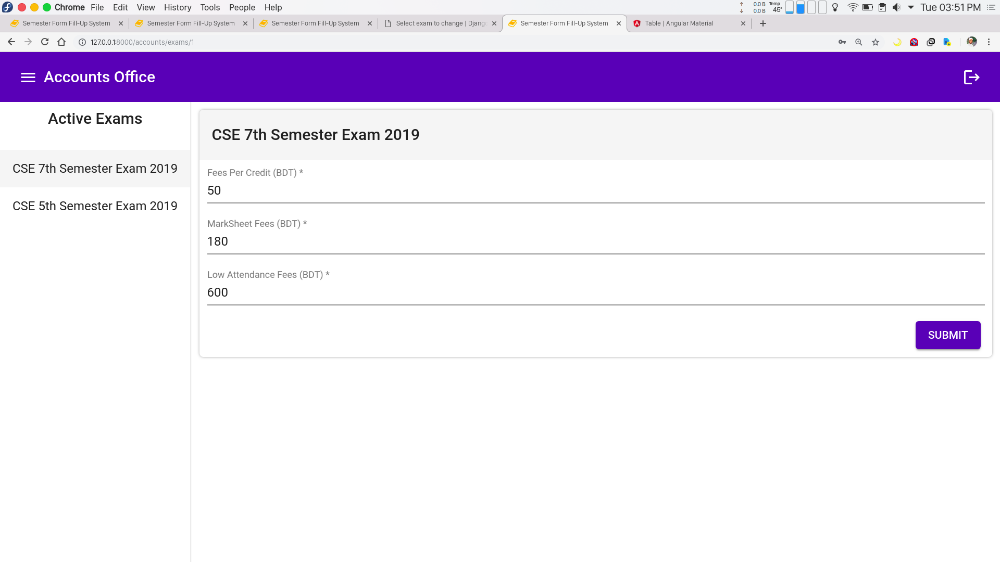 Chrome File Edit View History Tools People Help
0.0 B
0.0 B
Temp
45°
Tue 03:51 PM
Semester Form Fill-Up System
Semester Form Fill-Up System
Semester Form Fill-Up System
Select exam to change | Django
Semester Form Fill-Up System
Table | Angular Material
127.0.0.1:8000/accounts/exams/1
Accounts Office
Active Exams
CSE 7th Semester Exam 2019
CSE 5th Semester Exam 2019
CSE 7th Semester Exam 2019
Fees Per Credit (BDT) *
50
MarkSheet Fees (BDT) *
180
Low Attendance Fees (BDT) *
600
SUBMIT